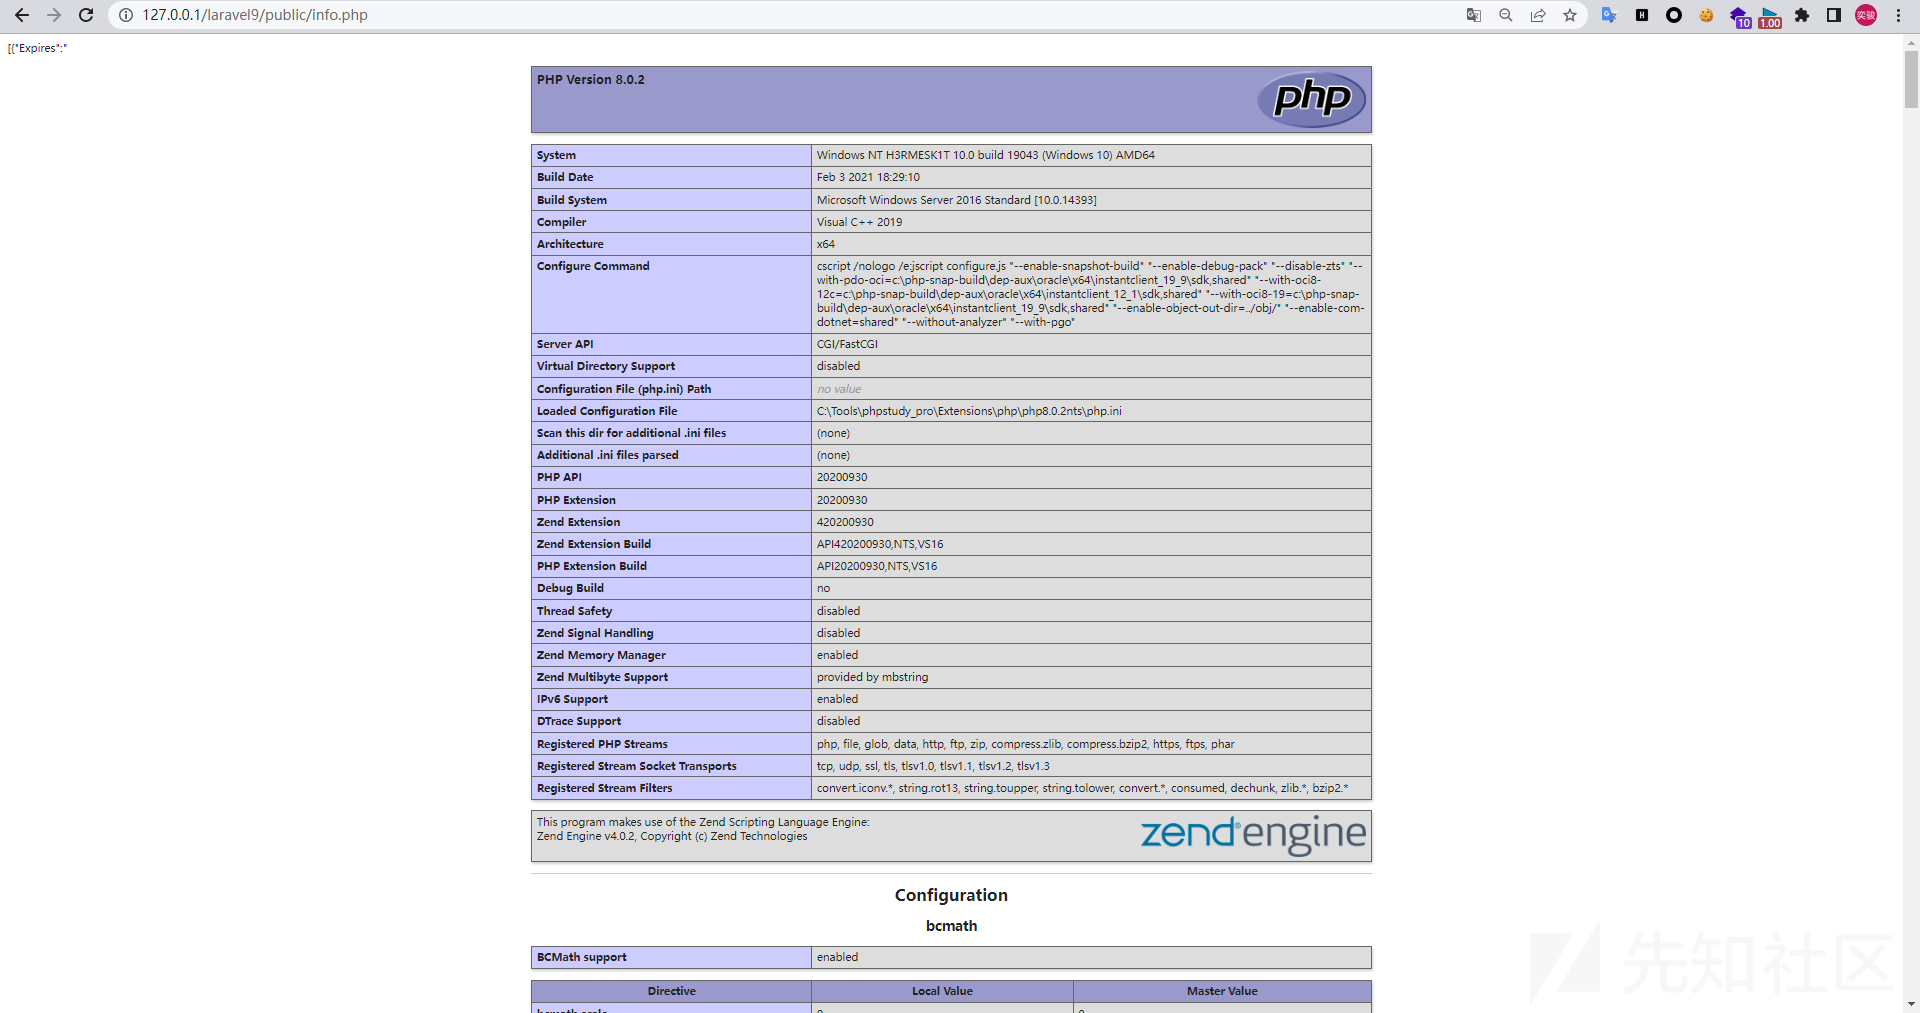 127.0.0.1/laravel9/public/info.php
10
1.00
奕骏
[{"Expires":"
PHP Version 8.0.2
php
System Windows NT H3RMESK1T 10.0 build 19043 (Windows 10) AMD64
Build Date Feb 3 2021 18:29:10
Build System Microsoft Windows Server 2016 Standard [10.0.14393]
Compiler Visual C++ 2019
Architecture x64
Configure Command cscript /nologo /e:jscript configure.js "--enable-snapshot-build" "--enable-debug-pack" "--disable-zts" "--
with-pdo-oci=c:\php-snap-build\dep-aux\oracle\x64\instantclient_19_9\sdk,shared" "--with-oci8-
12c=c:\php-snap-build\dep-aux\oracle\x64\instantclient_12_1\sdk,shared" "--with-oci8-19=c:\php-snap-
build\dep-aux\oracle\x64\instantclient_19_9\sdk,shared" "--enable-object-out-dir=../obj/" "--enable-com-
dotnet=shared" "--without-analyzer" "--with-pgo"
Server API CGI/FastCGI
Virtual Directory Support disabled
Configuration File (php.ini) Path no value
Loaded Configuration File C:\Tools\phpstudy_pro\Extensions\php\php8.0.2nts\php.ini
Scan this dir for additional .ini files (none)
Additional .ini files parsed (none)
PHP API 20200930
PHP Extension 20200930
Zend Extension 420200930
Zend Extension Build API420200930,NTS,VS16
PHP Extension Build API20200930,NTS,VS16
Debug Build no
Thread Safety disabled
Zend Signal Handling disabled
Zend Memory Manager enabled
Zend Multibyte Support provided by mbstring
IPv6 Support enabled
DTrace Support disabled
Registered PHP Streams php, file, glob, data, http, ftp, zip, compress.zlib, compress.bzip2, https, ftps, phar
Registered Stream Socket Transports tcp, udp, ssl, tls, tlsv1.0, tlsv1.1, tlsv1.2, tlsv1.3
Registered Stream Filters convert.iconv.*, string.rot13, string.toupper, string.tolower, convert.*, consumed, dechunk, zlib.*, bzip2.*
This program makes use of the Zend Scripting Language Engine:
Zend Engine v4.0.2, Copyright (c) Zend Technologies
zend engine
Configuration
bcmath
BCMath support enabled
Directive Local Value Master Value
bcmath.scale 0 0
先知社区